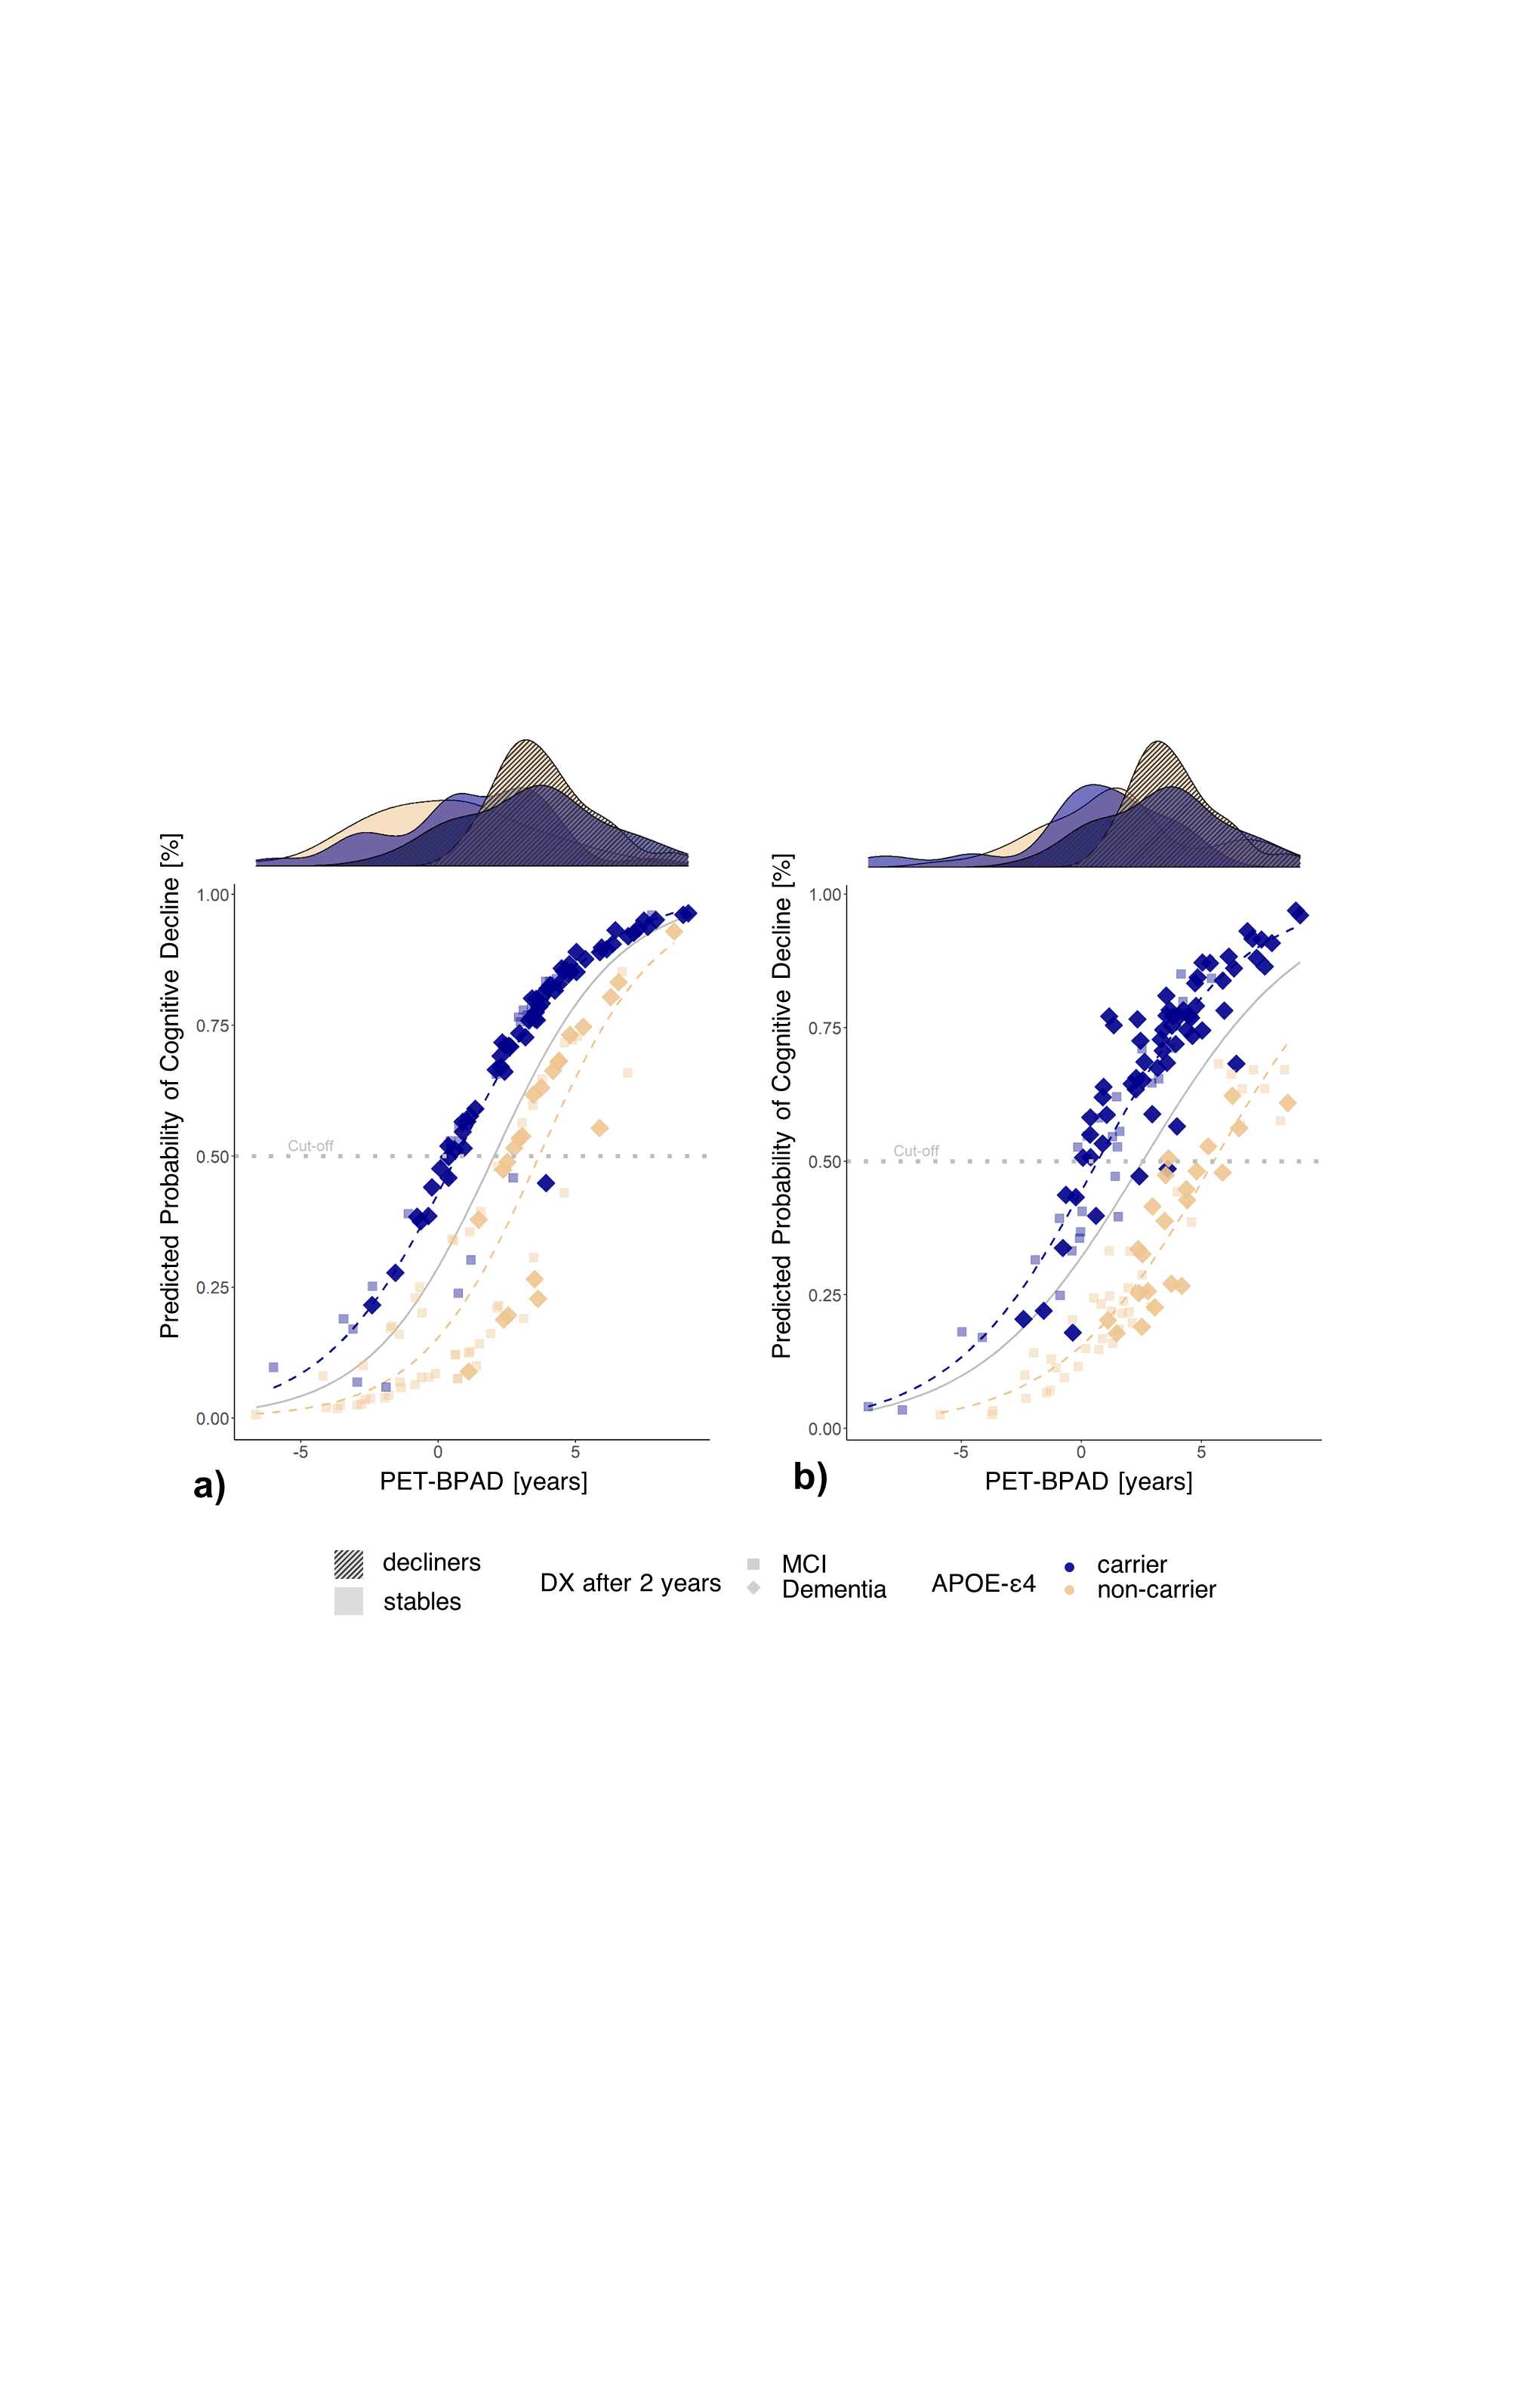 Predicted Probability of Cognitive Decline [%]
1.00
0.75
0.50
0.25
0.00
Cut-off
-5
0
5
PET-BPAD [years]
a)
Predicted Probability of Cognitive Decline [%]
1.00
0.75
0.50
0.25
0.00
Cut-off
-5
0
5
PET-BPAD [years]
b)
decliners
stables
DX after 2 years
MCI
Dementia
APOE-ε4
carrier
non-carrier